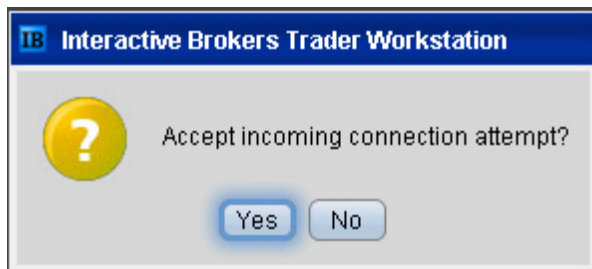 IB Interactive Brokers Trader Workstation
?
Accept incoming connection attempt?
Yes No